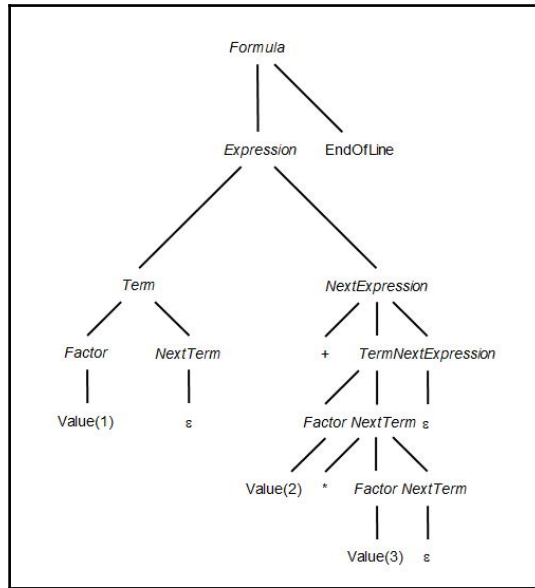 Formula
Expression EndOfLine
Term NextExpression
Factor NextTerm + TermNextExpression
Value(1) ε Factor NextTerm ε
Value(2) * Factor NextTerm
Value(3) ε